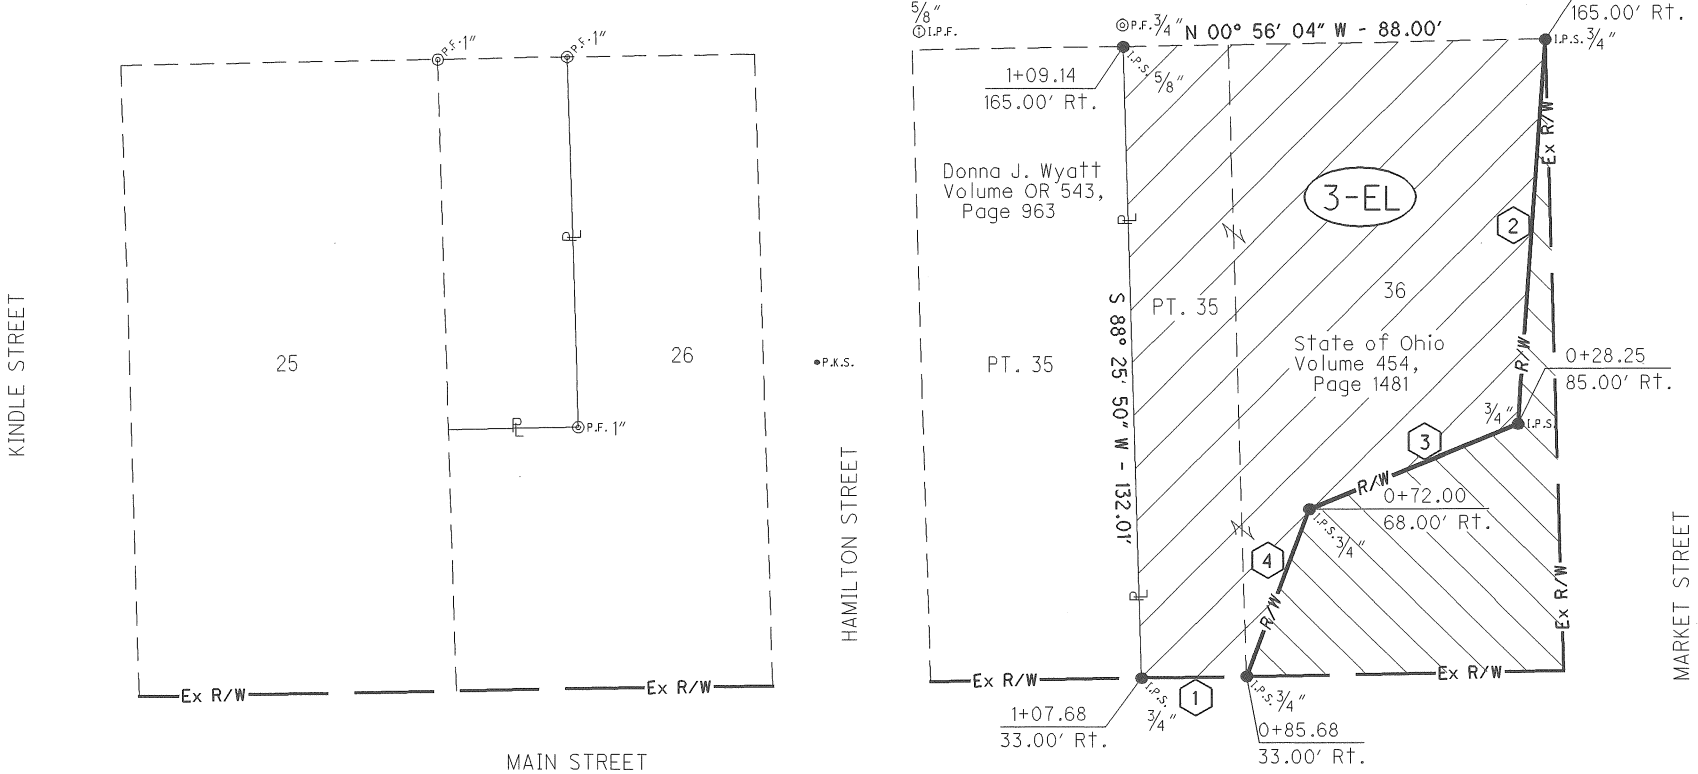 5/8"
I.P.F.
P.F. 3/4"
N 00° 56' 04" W - 88.00'
165.00' Rt.
I.P.S. 3/4"
P.F. 1"
P.F. 1"
I.P.S. 5/8"
1+09.14
165.00' Rt.
Ex R/W
Donna J. Wyatt
Volume OR 543,
Page 963
3-EL
2
PL
PL
36
PT. 35
KINDLE STREET
25
26
P.K.S.
PT. 35
S 88° 25' 50" W - 132.01'
State of Ohio
Volume 454,
Page 1481
R/W
0+28.25
85.00' Rt.
3/4"
I.P.S.
PL
P.F. 1"
3
R/W
0+72.00
68.00' Rt.
I.P.S. 3/4"
HAMILTON STREET
4
PL
R/W
Ex R/W
MARKET STREET
Ex R/W
Ex R/W
Ex R/W
Ex R/W
I.P.S.
3/4"
1
I.P.S. 3/4"
1+07.68
33.00' Rt.
0+85.68
33.00' Rt.
MAIN STREET